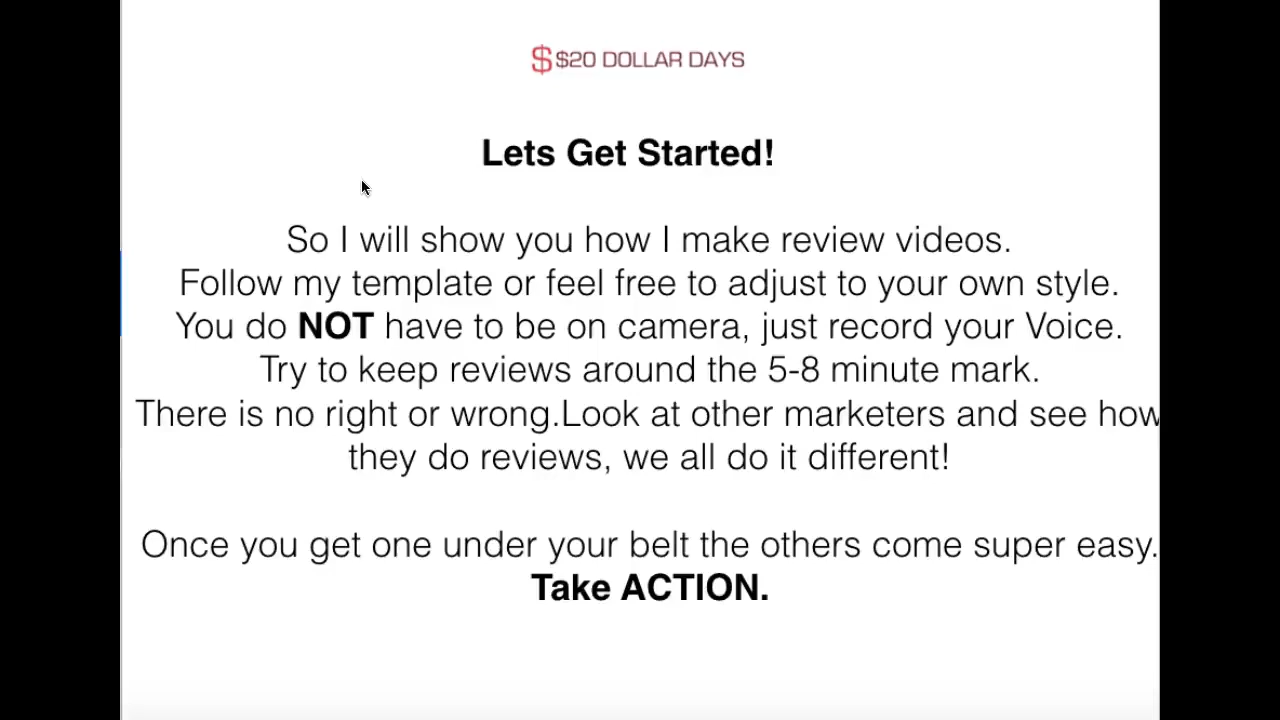 $$20 DOLLAR DAYS
Lets Get Started!
So I will show you how I make review videos.
Follow my template or feel free to adjust to your own style.
You do NOT have to be on camera, just record your Voice.
Try to keep reviews around the 5-8 minute mark.
There is no right or wrong.Look at other marketers and see how
they do reviews, we all do it different!
Once you get one under your belt the others come super easy.
Take ACTION.